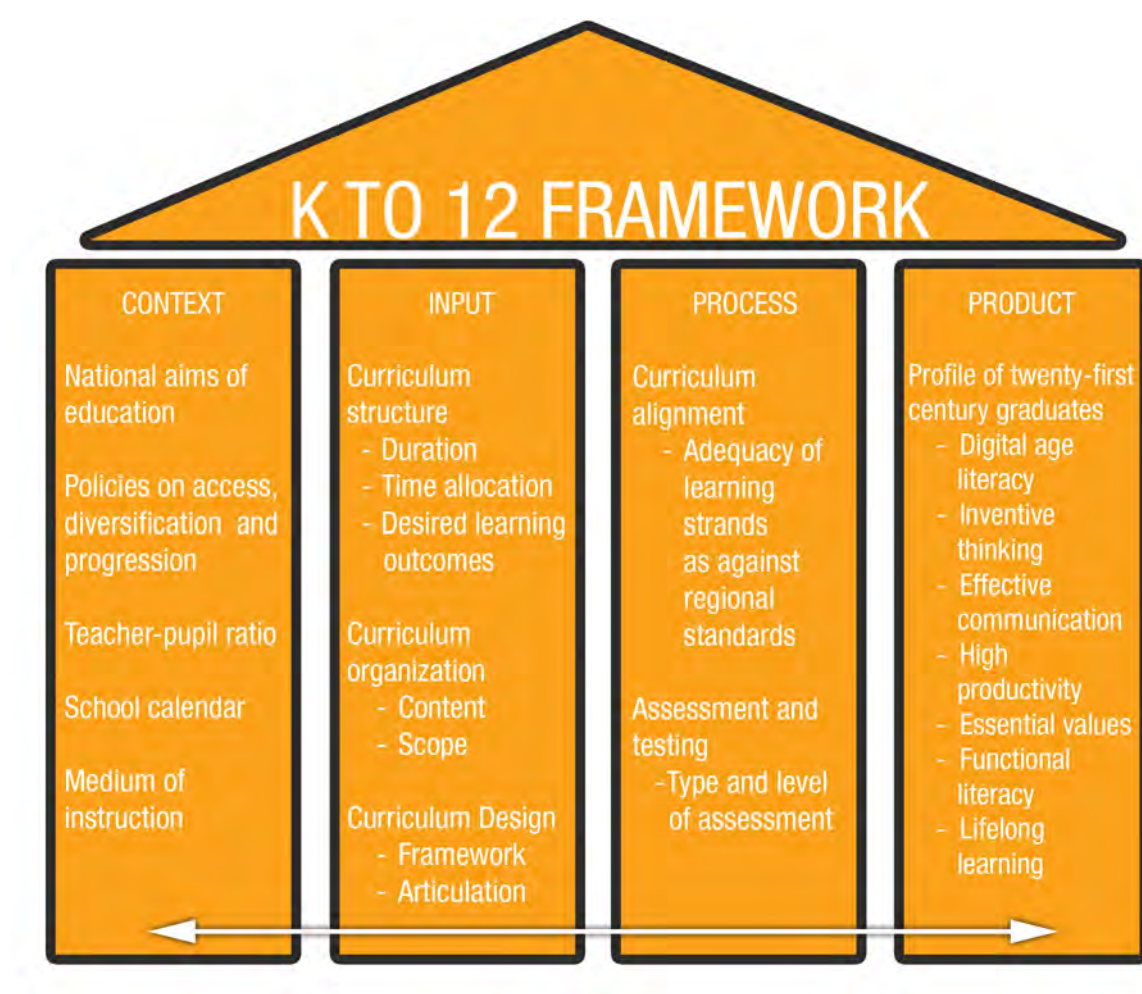 K TO 12 FRAMEWORK
CONTEXT
National aims of
education
Policies on access,
diversification and
progression
Teacher-pupil ratio
School calendar
Medium of
instruction
INPUT
Curriculum
structure
- Duration
- Time allocation
- Desired learning
outcomes
Curriculum
organization
- Content
- Scope
Curriculum Design
- Framework
- Articulation
PROCESS
Curriculum
alignment
- Adequacy of
learning
strands
as against
regional
standards
Assessment and
testing
-Type and level
of assessment
PRODUCT
Profile of twenty-first
century graduates
- Digital age
literacy
- Inventive
thinking
- Effective
communication
- High
productivity
- Essential values
- Functional
literacy
- Lifelong
learning